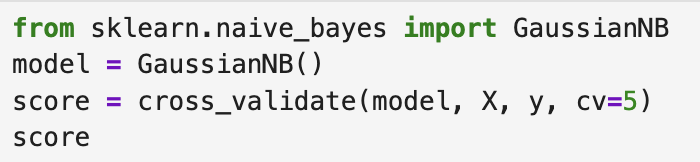 from sklearn.naive_bayes import GaussianNB
model = GaussianNB()
score = cross_validate(model, X, y, cv=5)
score